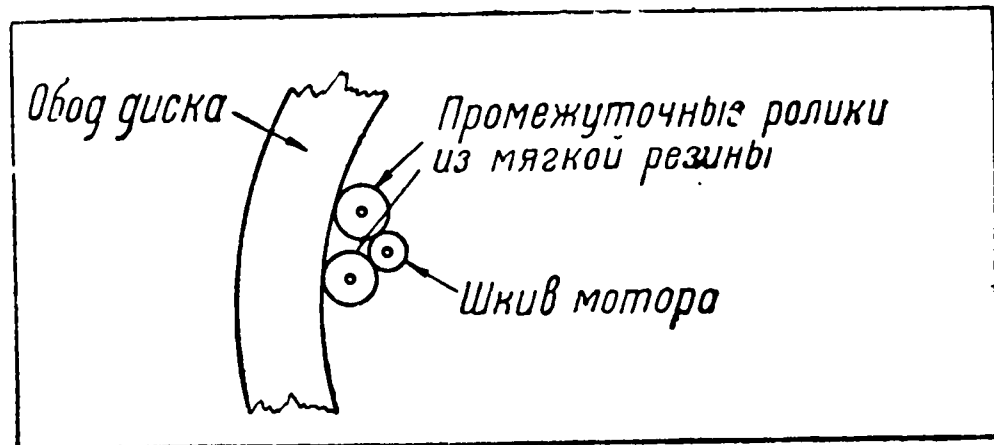 Обод диска
Промежуточные ролики
из мягкой резины
Шкив мотора